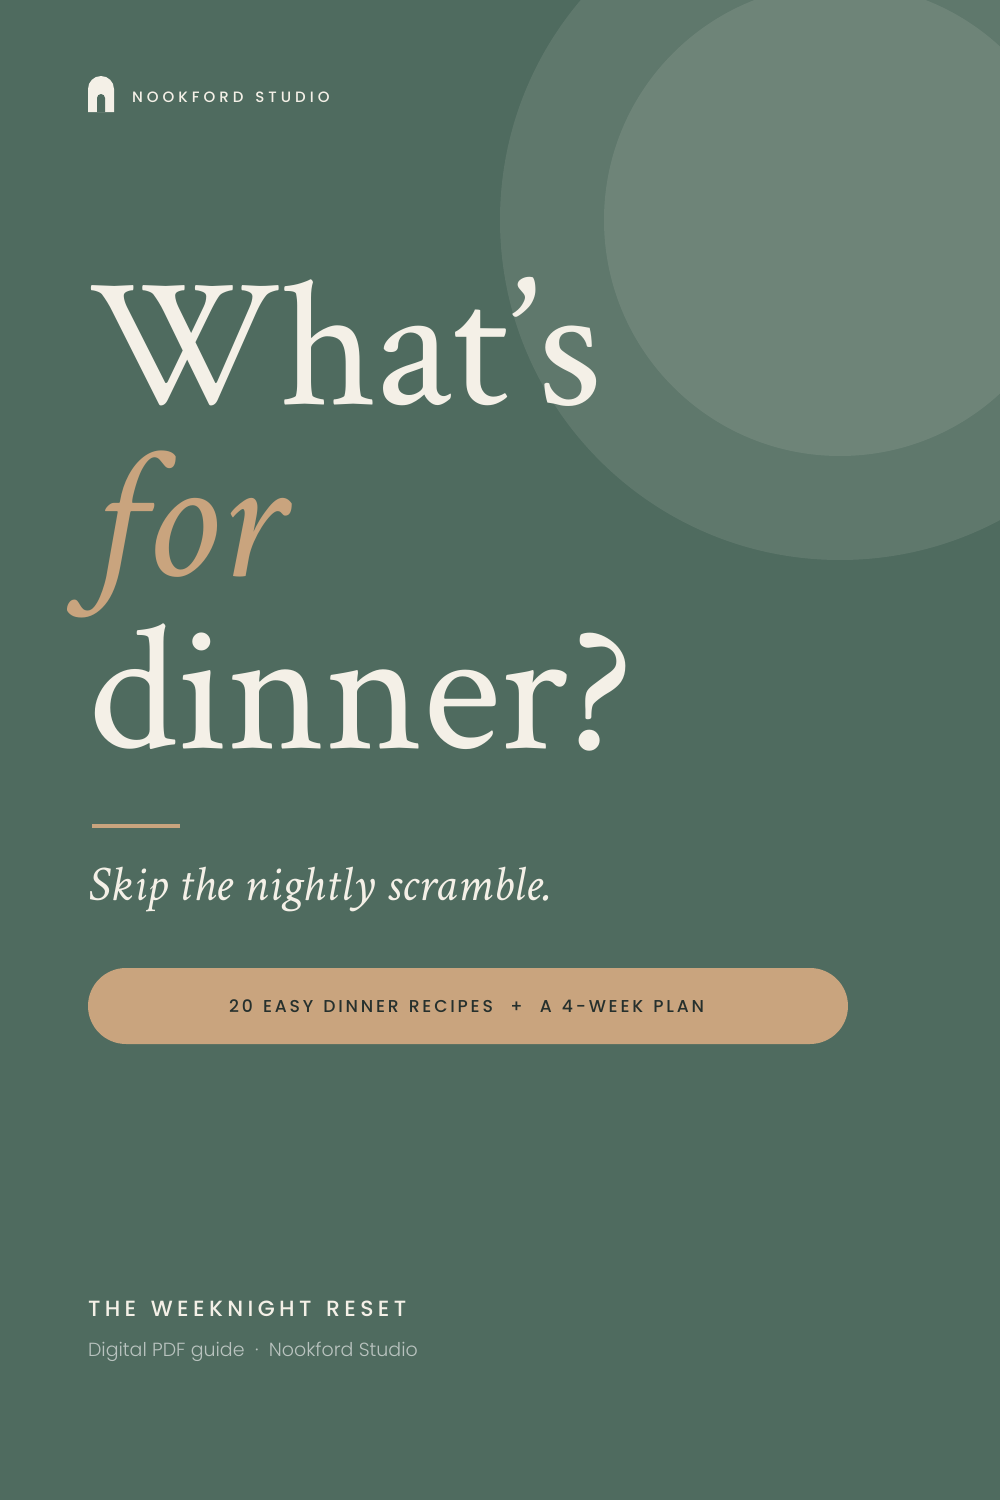 NOOKFORD STUDIO
What’s
for
dinner?
Skip the nightly scramble.
20 EASY DINNER RECIPES + A 4-WEEK PLAN
THE WEEKNIGHT RESET
Digital PDF guide · Nookford Studio